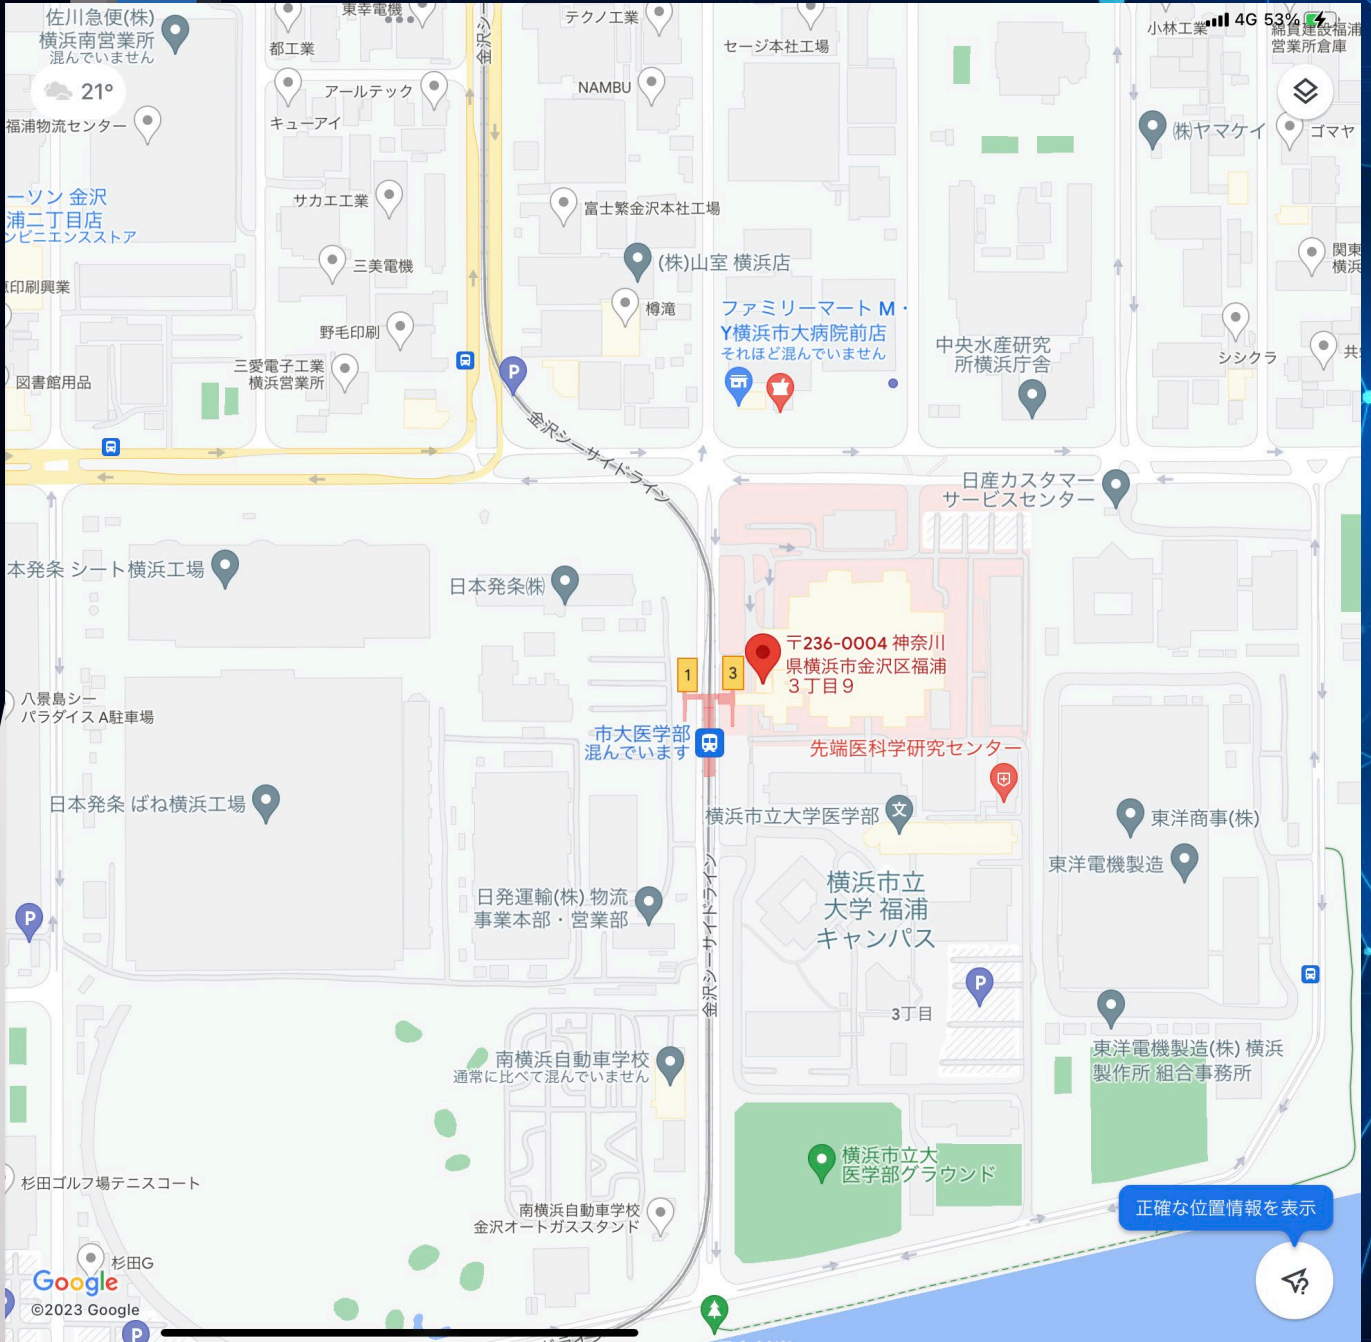 佐川急便(株)
横浜南営業所
混んでいません
東幸電機
都工業
金沢シー
テクノ工業
セージ本社工場
4G 53%
小林工業
営業所倉庫
21°
アールテック
NAMBU
キューアイ
福浦物流センター
(株)ヤマケイ
ゴマヤ
ーソン 金沢
浦二丁目店
ンビニエンスストア
サカエ工業
富士繁金沢本社工場
三美電機
(株)山室 横浜店
関東
横浜
印刷興業
樽滝
ファミリーマート M・
Y横浜市大病院前店
それほど混んでいません
野毛印刷
三愛電子工業
横浜営業所
中央水産研究
所横浜庁舎
シシクラ
共
図書館用品
P
金沢シーサイドライン
日産カスタマー
サービスセンター
本発条 シート横浜工場
日本発条(株)
〒236-0004 神奈川
県横浜市金沢区福浦
３丁目９
1
3
八景島シー
パラダイス A駐車場
市大医学部
混んでいます
先端医科学研究センター
日本発条 ばね横浜工場
横浜市立大学医学部
文
東洋商事(株)
東洋電機製造
金沢シーサイドライン
横浜市立
大学 福浦
キャンパス
日発運輸(株) 物流
事業本部・営業部
P
P
3丁目
東洋電機製造(株) 横浜
製作所 組合事務所
南横浜自動車学校
通常に比べて混んでいません
横浜市立大
医学部グラウンド
杉田ゴルフ場テニスコート
南横浜自動車学校
金沢オートガススタンド
正確な位置情報を表示
杉田G
Google
©2023 Google
P